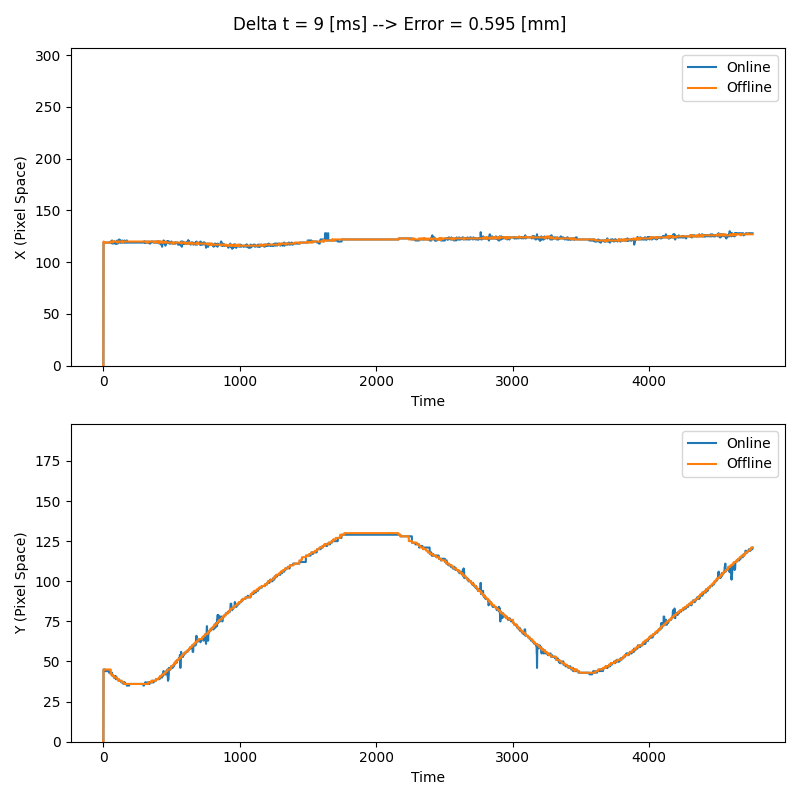 Delta t = 9 [ms] --> Error = 0.595 [mm]
300
250
200
150
100
50
0
X (Pixel Space)
Online
Offline
0 1000 2000 3000 4000
Time
175
150
125
100
75
50
25
0
Y (Pixel Space)
Online
Offline
0 1000 2000 3000 4000
Time